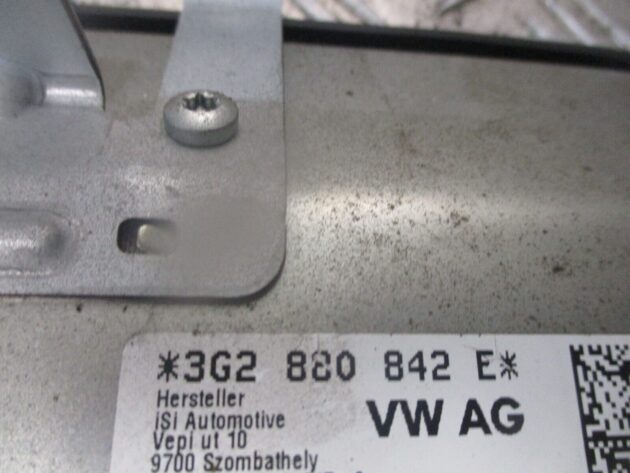 *3G2 880 842 E*
Hersteller
iSi Automotive
VW AG
Vepi ut 10
9700 Szombathely